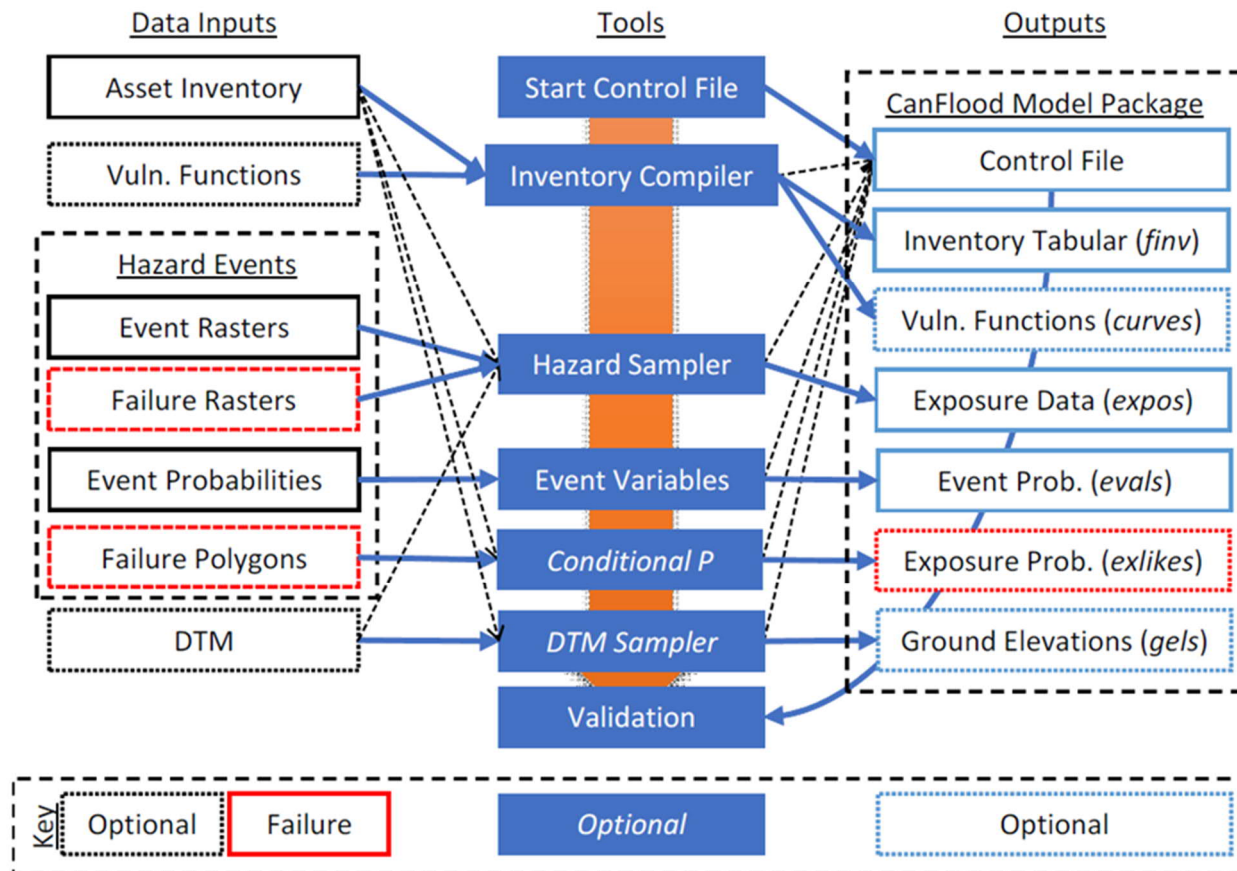 Data Inputs
Tools
Outputs
Asset Inventory
Vuln. Functions
Hazard Events
Event Rasters
Failure Rasters
Event Probabilities
Failure Polygons
DTM
Start Control File
Inventory Compiler
Hazard Sampler
Event Variables
Conditional P
DTM Sampler
Validation
CanFlood Model Package
Control File
Inventory Tabular (finv)
Vuln. Functions (curves)
Exposure Data (expos)
Event Prob. (evals)
Exposure Prob. (exlikes)
Ground Elevations (gels)
Key
Optional
Failure
Optional
Optional